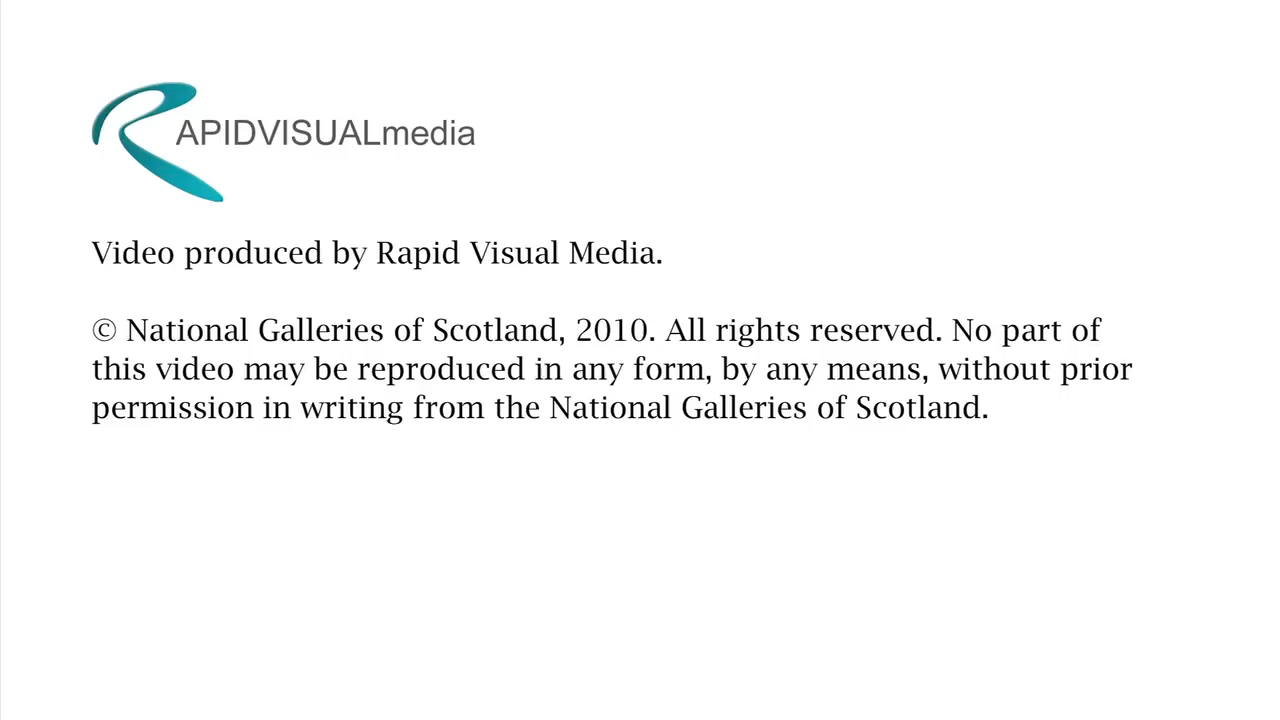 RAPIDVISUALmedia
Video produced by Rapid Visual Media.
© National Galleries of Scotland, 2010. All rights reserved. No part of
this video may be reproduced in any form, by any means, without prior
permission in writing from the National Galleries of Scotland.